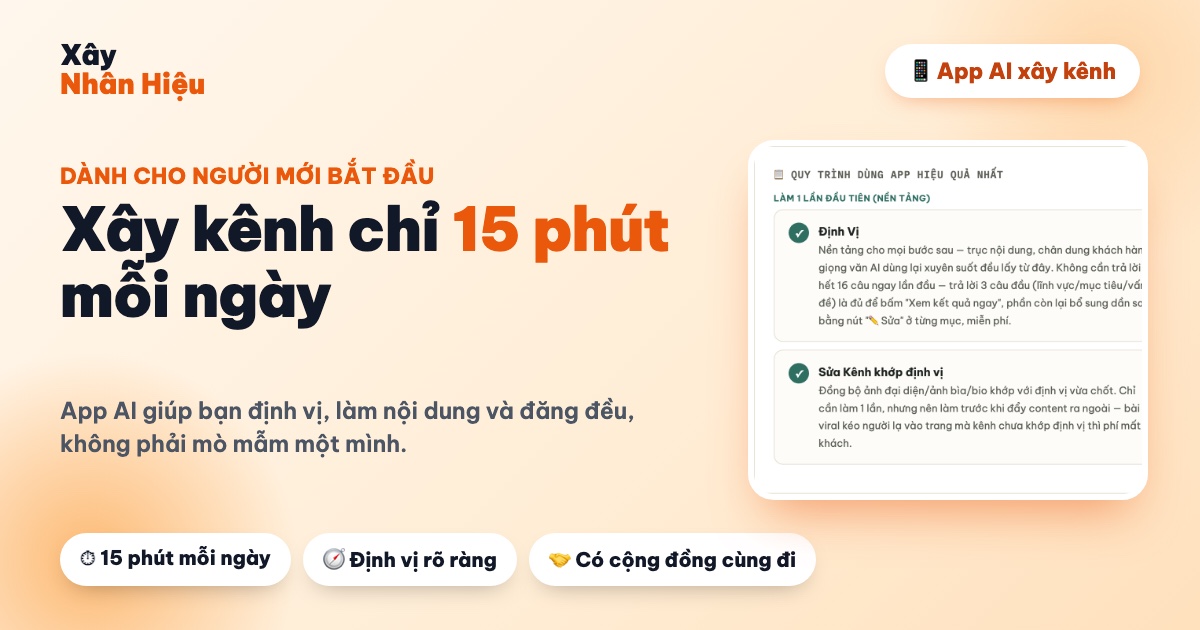 Xây
Nhân Hiệu
📱 App AI xây kênh
DÀNH CHO NGƯỜI MỚI BẮT ĐẦU
Xây kênh chỉ 15 phút
mỗi ngày
App AI giúp bạn định vị, làm nội dung và đăng đều,
không phải mò mẫm một mình.
📋 QUY TRÌNH DÙNG APP HIỆU QUẢ NHẤT
LÀM 1 LẦN ĐẦU TIÊN (NỀN TẢNG)
✓ Định Vị
Nền tảng cho mọi bước sau — trục nội dung, chân dung khách hàn
giọng văn AI dùng lại xuyên suốt đều lấy từ đây. Không cần trả lời
hết 16 câu ngay lần đầu — trả lời 3 câu đầu (lĩnh vực/mục tiêu/vấn
đề) là đủ để bấm "Xem kết quả ngay", phần còn lại bổ sung dần sa
bằng nút "✏️ Sửa" ở từng mục, miễn phí.
✓ Sửa Kênh khớp định vị
Đồng bộ ảnh đại diện/ảnh bìa/bio khớp với định vị vừa chốt. Chỉ
cần làm 1 lần, nhưng nên làm trước khi đẩy content ra ngoài — bài
viral kéo người lạ vào trang mà kênh chưa khớp định vị thì phí mất
khách.
⏱ 15 phút mỗi ngày
🧭 Định vị rõ ràng
🤝 Có cộng đồng cùng đi